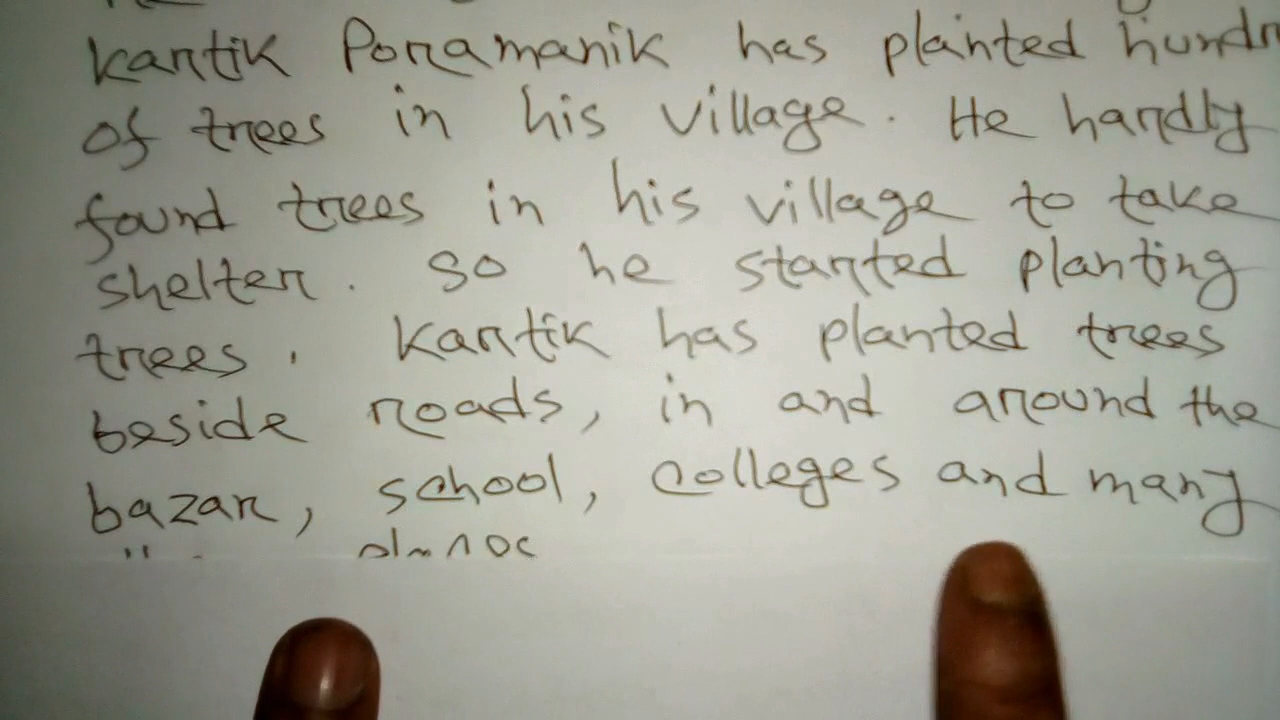 Kartik Poramanik has planted
of trees in his village. He hardly
found trees in his village to take
shelter. So he started planting
trees. Kartik has planted trees
beside roads, in and around the
bazar, school, colleges and many